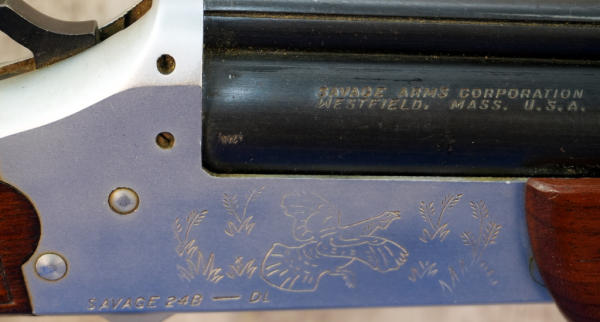 SAVAGE ARMS CORPORATION
WESTFIELD, MASS. U.S.A.
SAVAGE 24B — DL